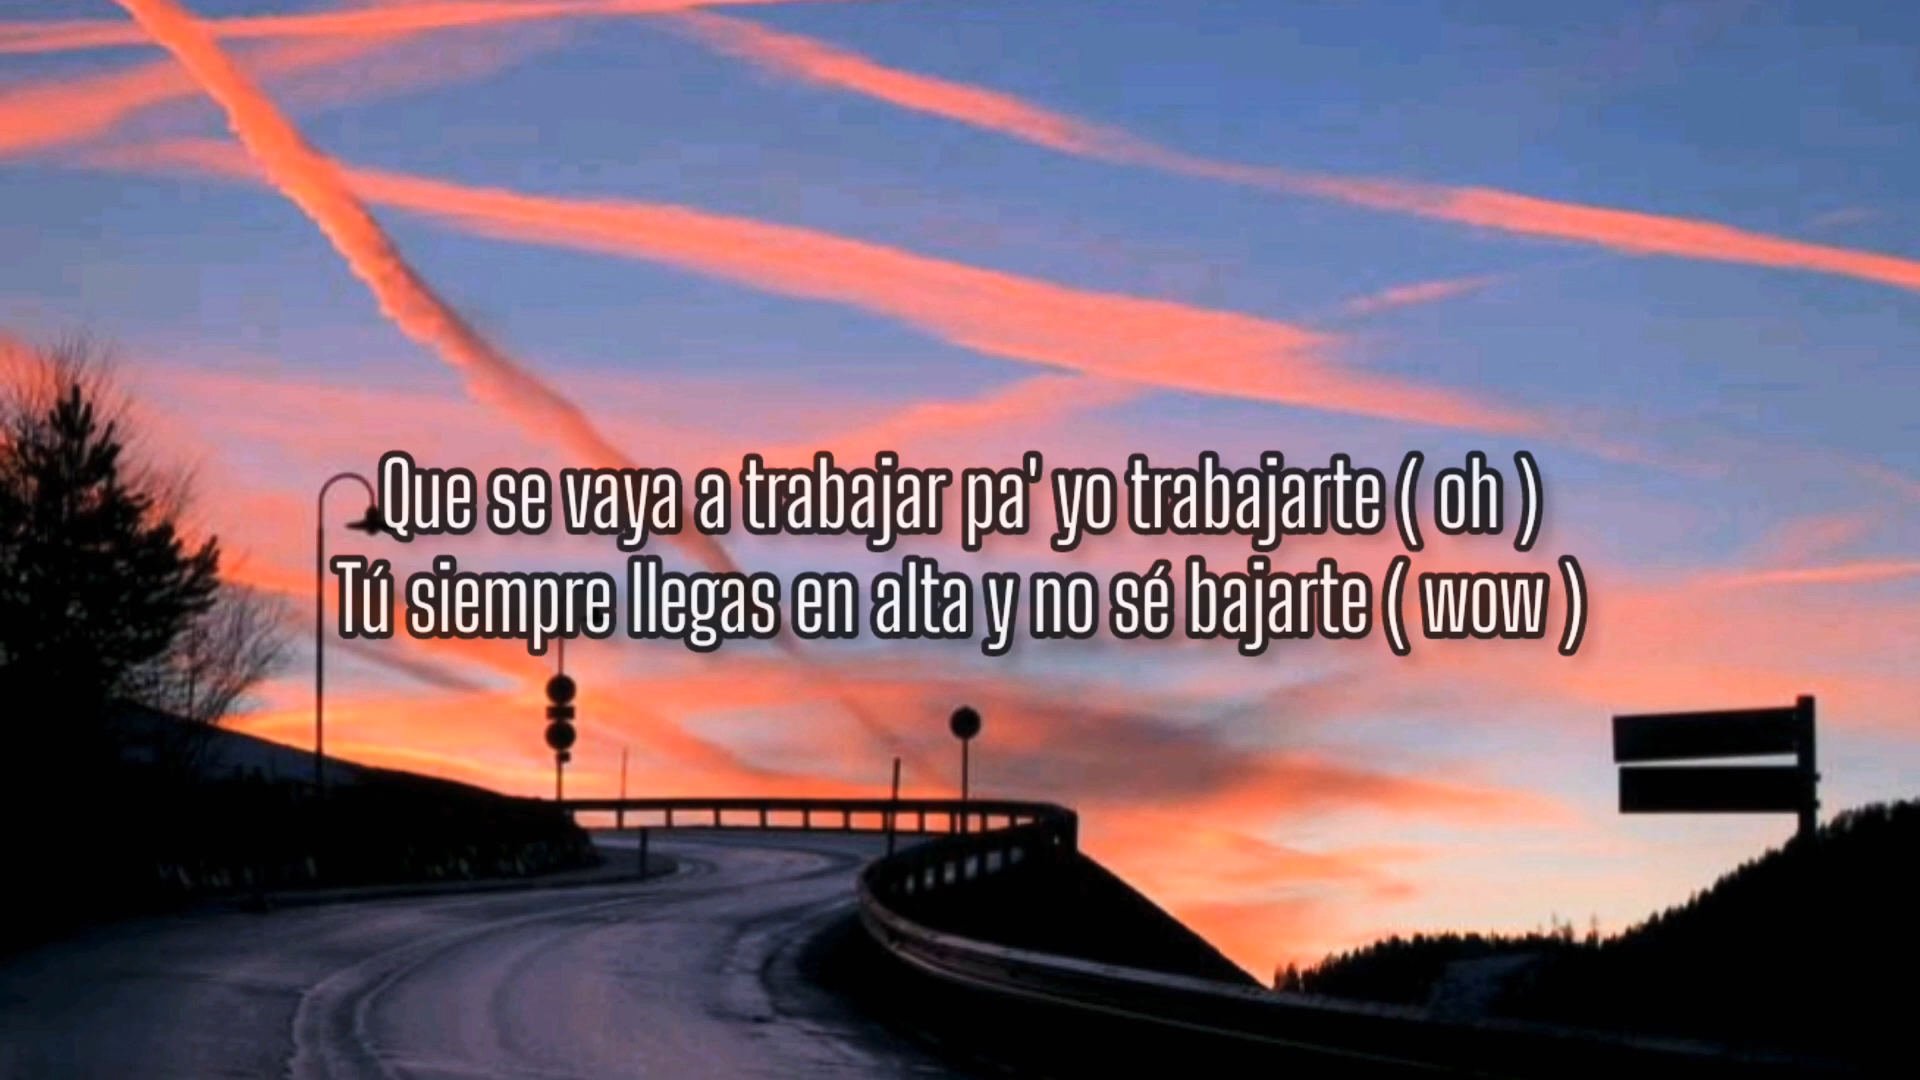 Que se vaya a trabajar pa' yo trabajarte ( oh )
Tú siempre llegas en alta y no sé bajarte ( wow )